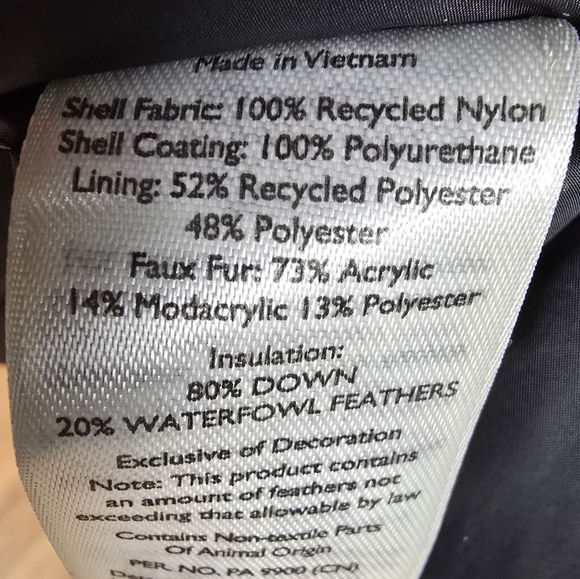 Made in Vietnam
Shell Fabric: 100% Recycled Nylon
Shell Coating: 100% Polyurethane
Lining: 52% Recycled Polyester
48% Polyester
Faux Fur: 73% Acrylic
14% Modacrylic 13% Polyester
Insulation:
80% DOWN
20% WATERFOWL FEATHERS
Exclusive of Decoration
Note: This product contains
an amount of feathers not
exceeding that allowable by law
Contains Non-textile Parts
Of Animal Origin
PER. NO. PA 9900 (CN)